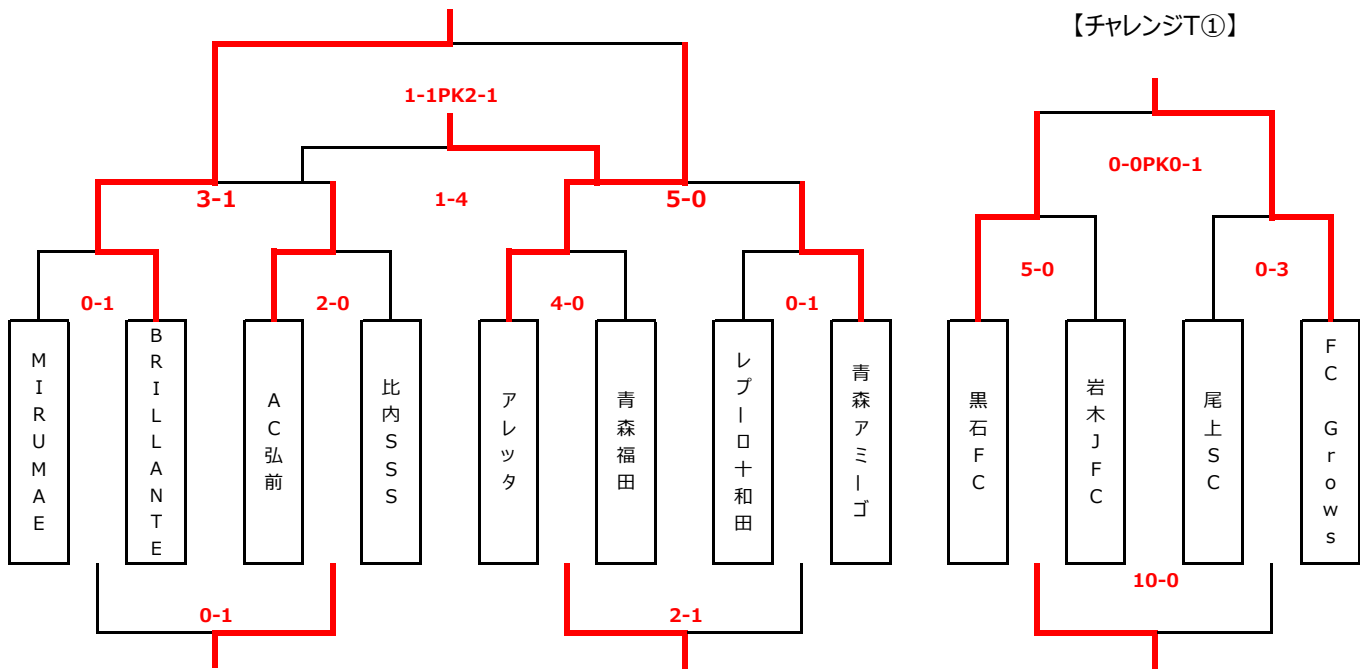 【チャレンジT①】
1-1PK2-1
0-0PK0-1
3-1
1-4
5-0
5-0
0-3
0-1
2-0
4-0
0-1
MIRUMAE
BRILLANTE
AC弘前
比内SSS
アレッタ
青森福田
レプーロ十和田
青森アミーゴ
黒石FC
岩木JFC
尾上SC
FC Grows
0-1
2-1
10-0